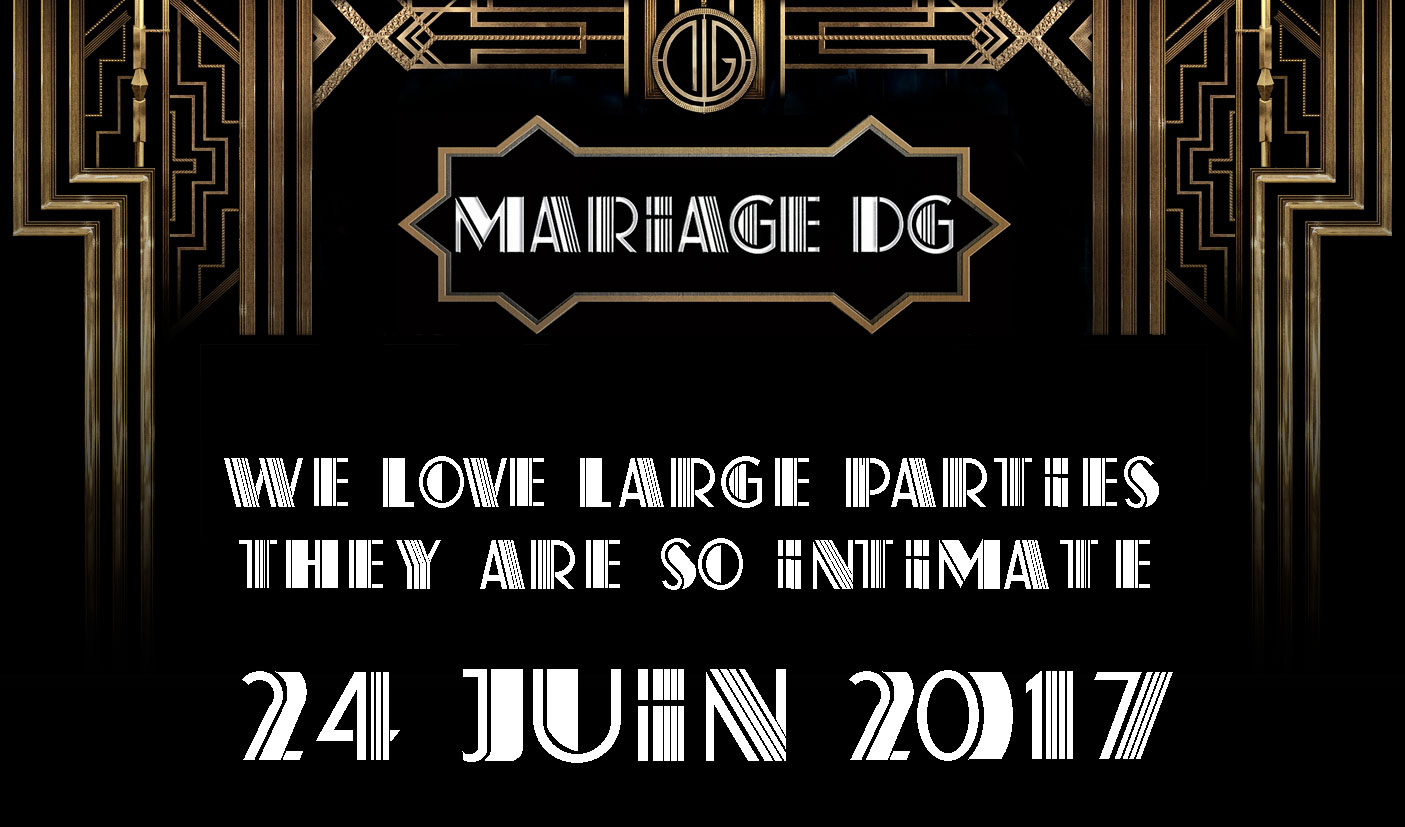 DG
MARIAGE DG
WE LOVE LARGE PARTIES
THEY ARE SO INTIMATE
24 JUIN 2017